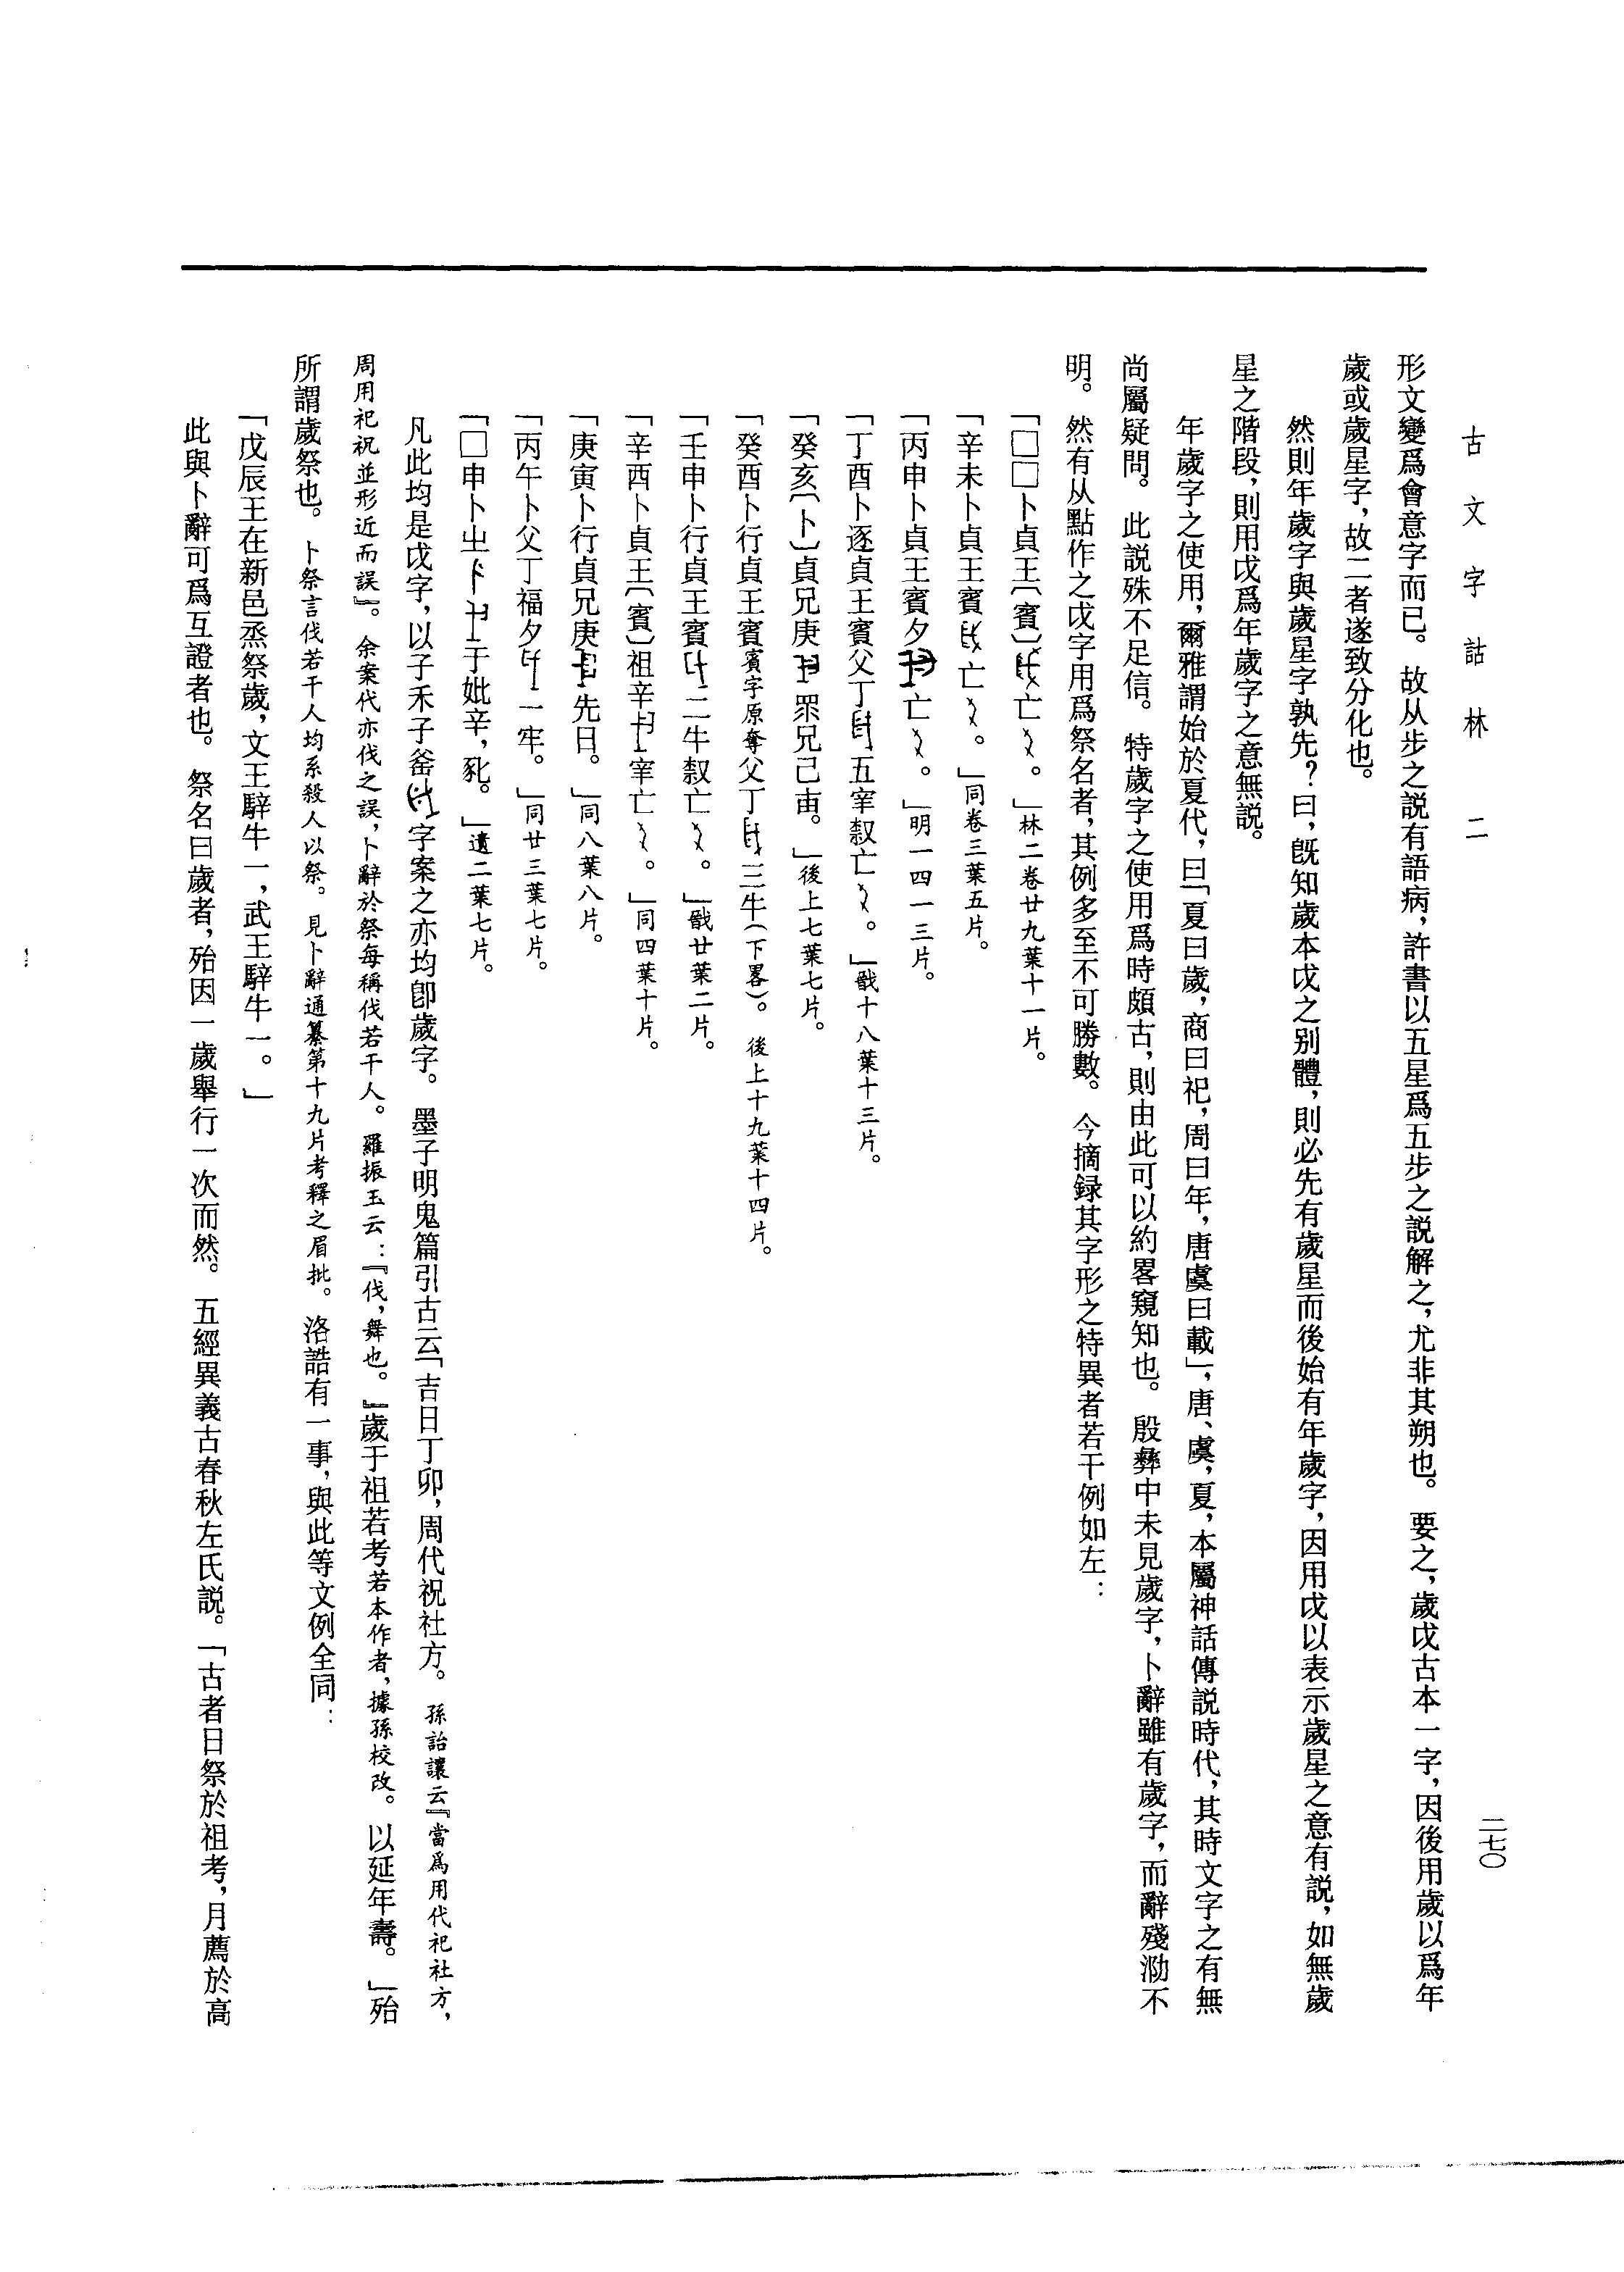 古文字詁林 二
二七〇
形文變爲會意字而已。故从步之説有語病，許書以五星爲五步之説解之，尤非其朔也。要之，歲戉古本一字，因後用歲以爲年
歲或歲星字，故二者遂致分化也。
然則年歲字與歲星字孰先？曰，既知歲本戉之別體，則必先有歲星而後始有年歲字，因用戉以表示歲星之意有説，如無歲
星之階段，則用戉爲年歲字之意無説。
年歲字之使用，爾雅謂始於夏代，曰「夏曰歲，商曰祀，周曰年，唐虞曰載」，唐、虞，夏，本屬神話傳説時代，其時文字之有無
尚屬疑問。此説殊不足信。特歲字之使用爲時頗古，則由此可以約畧窺知也。殷彝中未見歲字，卜辭雖有歲字，而辭殘泐不
明。然有从點作之戉字用爲祭名者，其例多至不可勝數。今摘録其字形之特異者若干例如左：
「□□卜貞王〔賓〕亡。」林二卷廿九葉十一片。
「辛未卜貞王賓亡。」同卷三葉五片。
「丙申卜貞王賓夕亡。」明一四一三片。
「丁酉卜逐貞王賓父丁五宰叙亡。」戩十八葉十三片。
「癸亥〔卜〕貞兄庚眔兄己叀。」後上七葉七片。
「癸酉卜行貞王賓賓字原奪父丁三牛（下畧）。後上十九葉十四片。
「壬申卜行貞王賓二牛叙亡。」戩廿葉二片。
「辛酉卜貞王〔賓〕祖辛宰亡。」同四葉十片。
「庚寅卜行貞兄庚先日。」同八葉八片。
「丙午卜父丁福夕一牢。」同廿三葉七片。
「□申卜㞢于妣辛，豕。」遺二葉七片。
凡此均是戉字，以子禾子釜字案之亦均卽歲字。墨子明鬼篇引古云「吉日丁卯，周代祝社方。孫詒讓云『當爲用代祀社方，
周用祀祝並形近而誤』。余案代亦伐之誤，卜辭於祭每稱伐若干人。羅振玉云：『伐，舞也。』歲于祖若考若本作者，據孫校改。以延年壽。」殆
所謂歲祭也。卜祭言伐若干人均系殺人以祭。見卜辭通纂第十九片考釋之眉批。洛誥有一事，與此等文例全同：
「戊辰王在新邑烝祭歲，文王騂牛一，武王騂牛一。」
此與卜辭可爲互證者也。祭名曰歲者，殆因一歲舉行一次而然。五經異義古春秋左氏説。「古者日祭於祖考，月薦於高